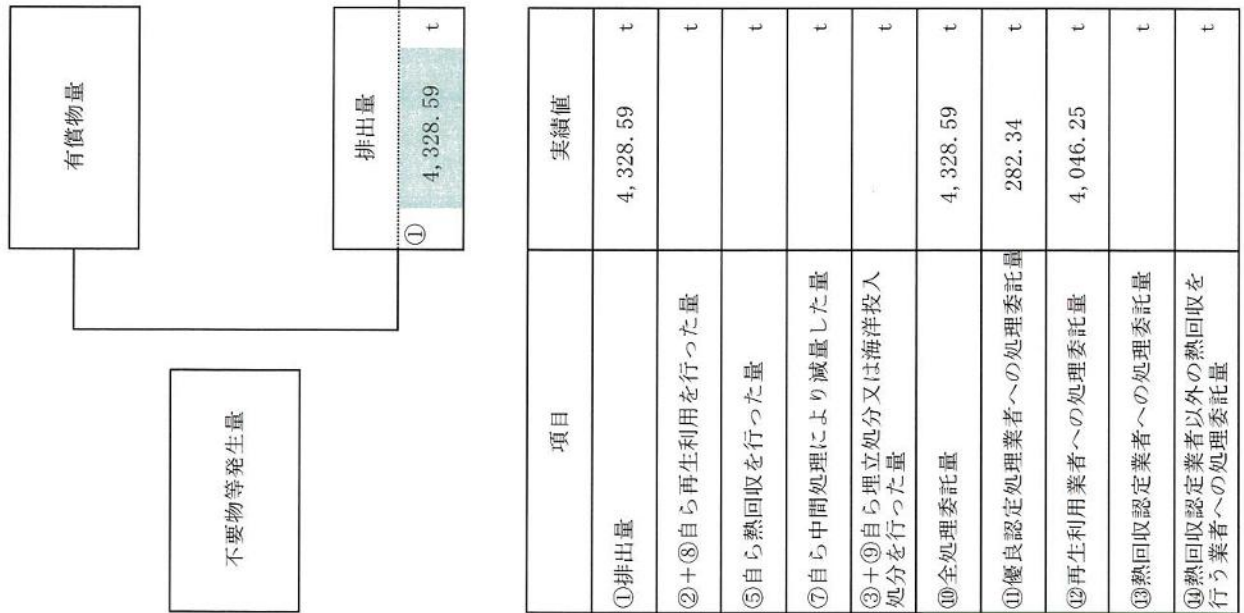 有償物量
不要物等発生量
排出量
① 4,328.59 t
項目 実績値
①排出量 4,328.59 t
②+⑧自ら再生利用を行った量 t
⑤自ら熱回収を行った量 t
⑦自ら中間処理により減量した量 t
③+⑨自ら埋立処分又は海洋投入
処分を行った量 t
⑩全処理委託量 4,328.59 t
⑪優良認定処理業者への処理委託量 282.34 t
⑫再生利用業者への処理委託量 4,046.25 t
⑬熱回収認定業者への処理委託量 t
⑭熱回収認定業者以外の熱回収を
行う業者への処理委託量 t